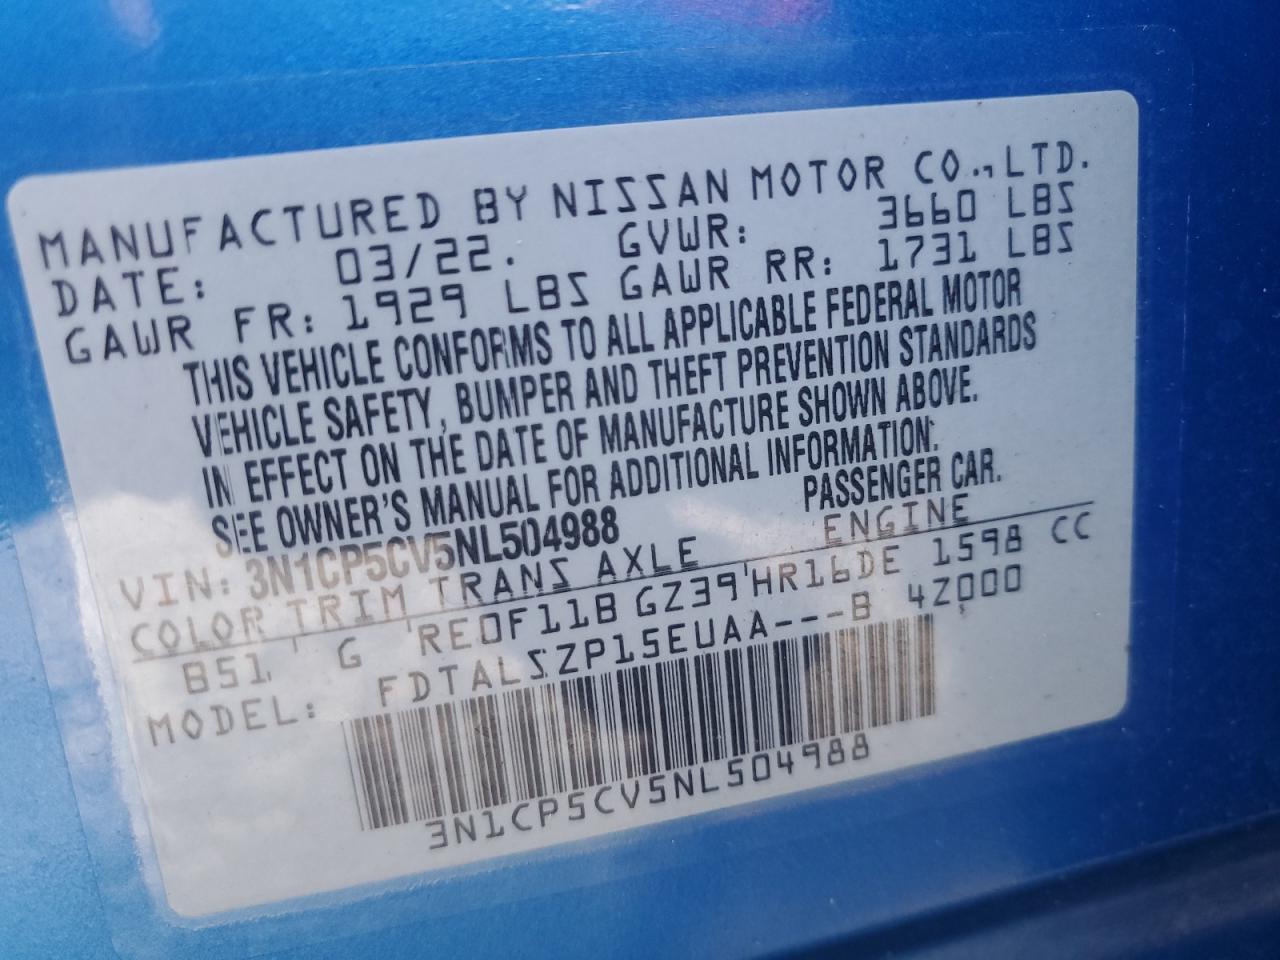 MANUFACTURED BY NISSAN MOTOR CO., LTD.
DATE: 03/22. GVWR: 3660 LBS
GAWR FR: 1929 LBS GAWR RR: 1731 LBS
THIS VEHICLE CONFORMS TO ALL APPLICABLE FEDERAL MOTOR
VEHICLE SAFETY, BUMPER AND THEFT PREVENTION STANDARDS
IN EFFECT ON THE DATE OF MANUFACTURE SHOWN ABOVE.
SEE OWNER'S MANUAL FOR ADDITIONAL INFORMATION.
VIN: 3N1CP5CV5NL504988 PASSENGER CAR.
COLOR TRIM TRANS AXLE ENGINE
B51 G RE0F11B GZ39 HR16DE 1598 CC
MODEL: FDTALSZP15EUAA---B 4Z000
3N1CP5CV5NL504988